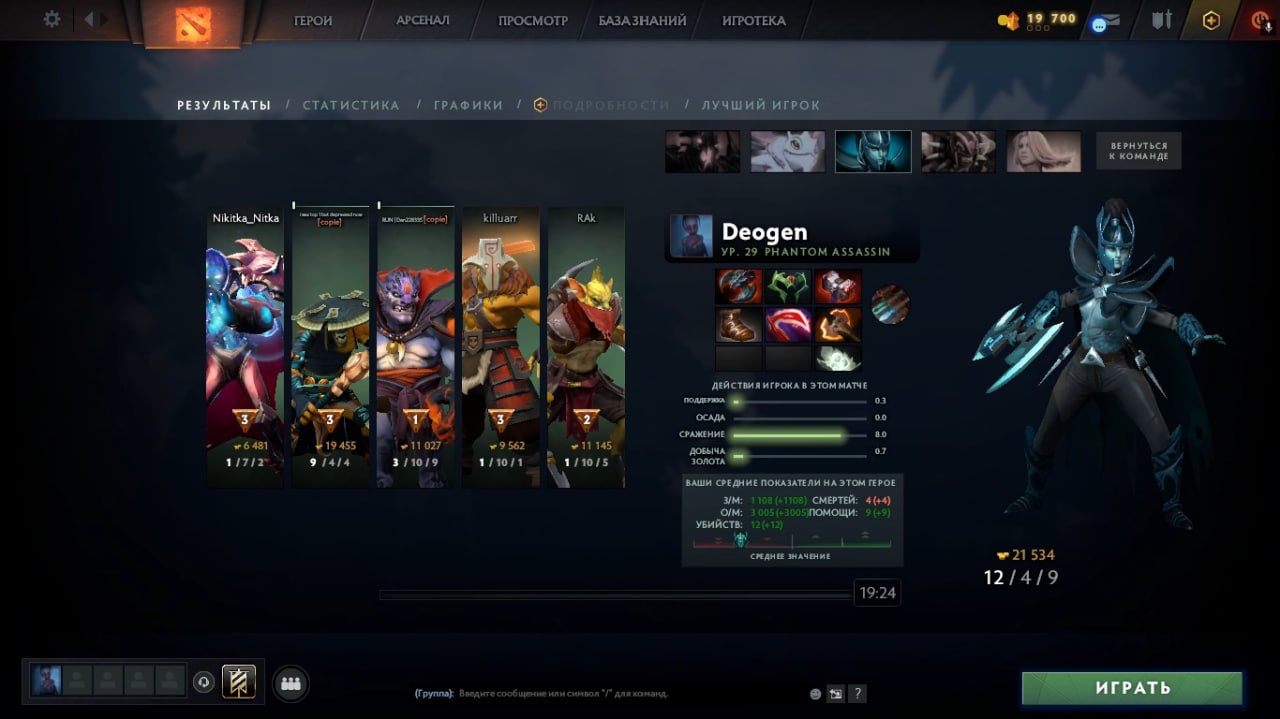 ГЕРОИ
АРСЕНАЛ
ПРОСМОТР
БАЗА ЗНАНИЙ
ИГРОТЕКА
19 700
РЕЗУЛЬТАТЫ / СТАТИСТИКА / ГРАФИКИ / ПОДРОБНОСТИ / ЛУЧШИЙ ИГРОК
ВЕРНУТЬСЯ
К КОМАНДЕ
Nikitka_Nitka
3
6 481
1 / 7 / 2
[copie]
3
19 455
9 / 4 / 4
[copie]
1
11 027
3 / 10 / 9
killuarr
3
9 562
1 / 10 / 1
RAk
2
11 145
1 / 10 / 5
Deogen
УР. 29 PHANTOM ASSASSIN
ДЕЙСТВИЯ ИГРОКА В ЭТОМ МАТЧЕ
ПОДДЕРЖКА 0.3
ОСАДА 0.0
СРАЖЕНИЕ 8.0
ДОБЫЧА
ЗОЛОТА 0.7
ВАШИ СРЕДНИЕ ПОКАЗАТЕЛИ НА ЭТОМ ГЕРОЕ
З/М: 1 108 (+1108) СМЕРТЕЙ: 4 (+4)
О/М: 3 005 (+3005) ПОМОЩИ: 9 (+9)
УБИЙСТВ: 12 (+12)
СРЕДНЕЕ ЗНАЧЕНИЕ
21 534
12 / 4 / 9
19:24
(Группа): Введите сообщение или символ "/" для команд.
?
ИГРАТЬ